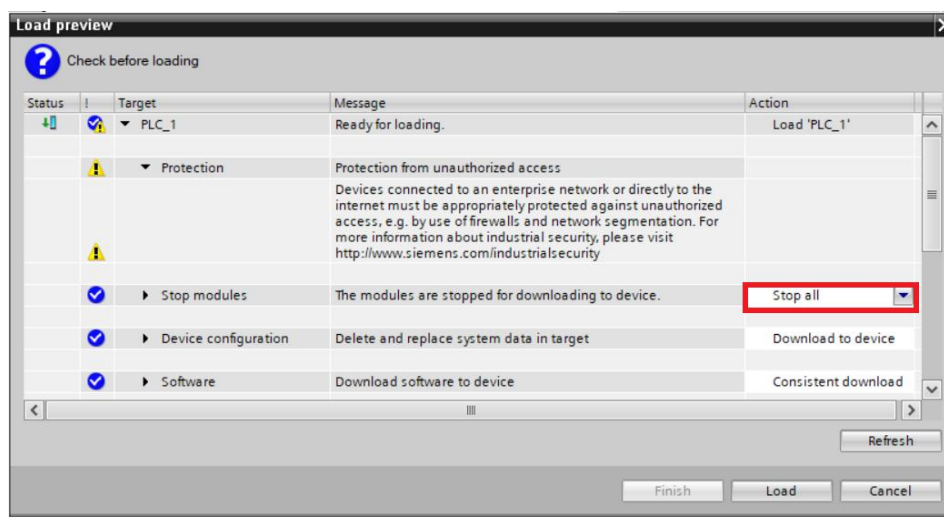 Load preview
Check before loading
Status ! Target Message Action
PLC_1 Ready for loading. Load 'PLC_1'
Protection Protection from unauthorized access
Devices connected to an enterprise network or directly to the
internet must be appropriately protected against unauthorized
access, e.g. by use of firewalls and network segmentation. For
more information about industrial security, please visit
http://www.siemens.com/industrialsecurity
Stop modules The modules are stopped for downloading to device. Stop all
Device configuration Delete and replace system data in target Download to device
Software Download software to device Consistent download
Refresh
Finish Load Cancel